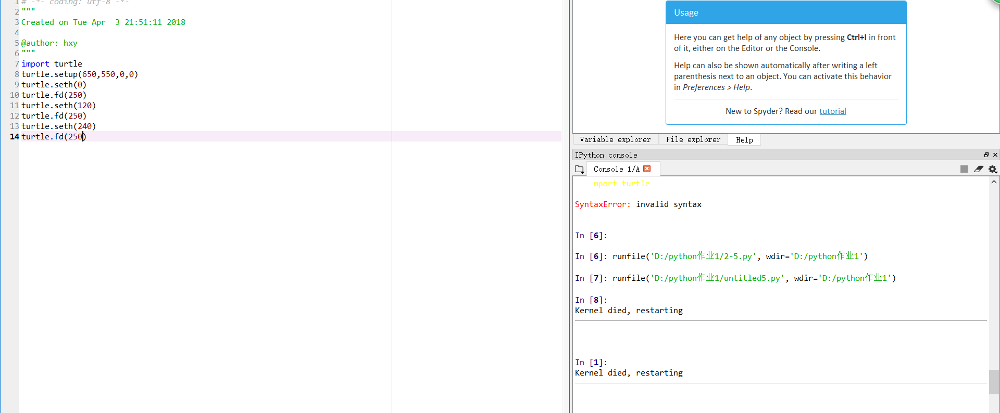 1 # -*- coding: utf-8 -*-
2 """
3 Created on Tue Apr  3 21:51:11 2018
4
5 @author: hxy
6 """
7 import turtle
8 turtle.setup(650,550,0,0)
9 turtle.seth(0)
10 turtle.fd(250)
11 turtle.seth(120)
12 turtle.fd(250)
13 turtle.seth(240)
14 turtle.fd(250)
Usage
Here you can get help of any object by pressing Ctrl+I in front
of it, either on the Editor or the Console.
Help can also be shown automatically after writing a left
parenthesis next to an object. You can activate this behavior
in Preferences > Help.
New to Spyder? Read our tutorial
Variable explorer File explorer Help
IPython console
Console 1/A
mport turtle
SyntaxError: invalid syntax
In [6]:
In [6]: runfile('D:/python作业1/2-5.py', wdir='D:/python作业1')
In [7]: runfile('D:/python作业1/untitled5.py', wdir='D:/python作业1')
In [8]:
Kernel died, restarting
In [1]:
Kernel died, restarting